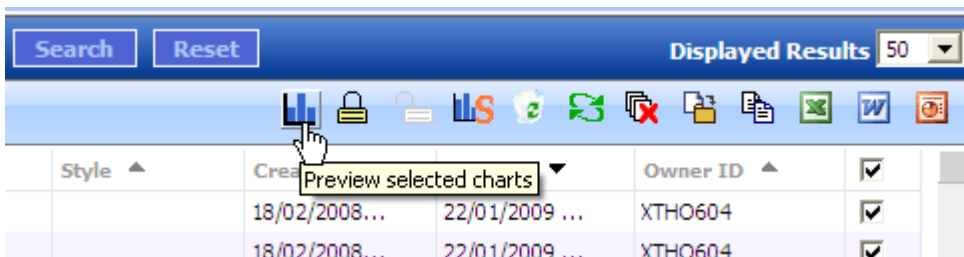 Search Reset Displayed Results 50
S W
Style Crea Owner ID
Preview selected charts
18/02/2008... 22/01/2009 ... XTHO604
18/02/2008... 22/01/2009 ... XTHO604